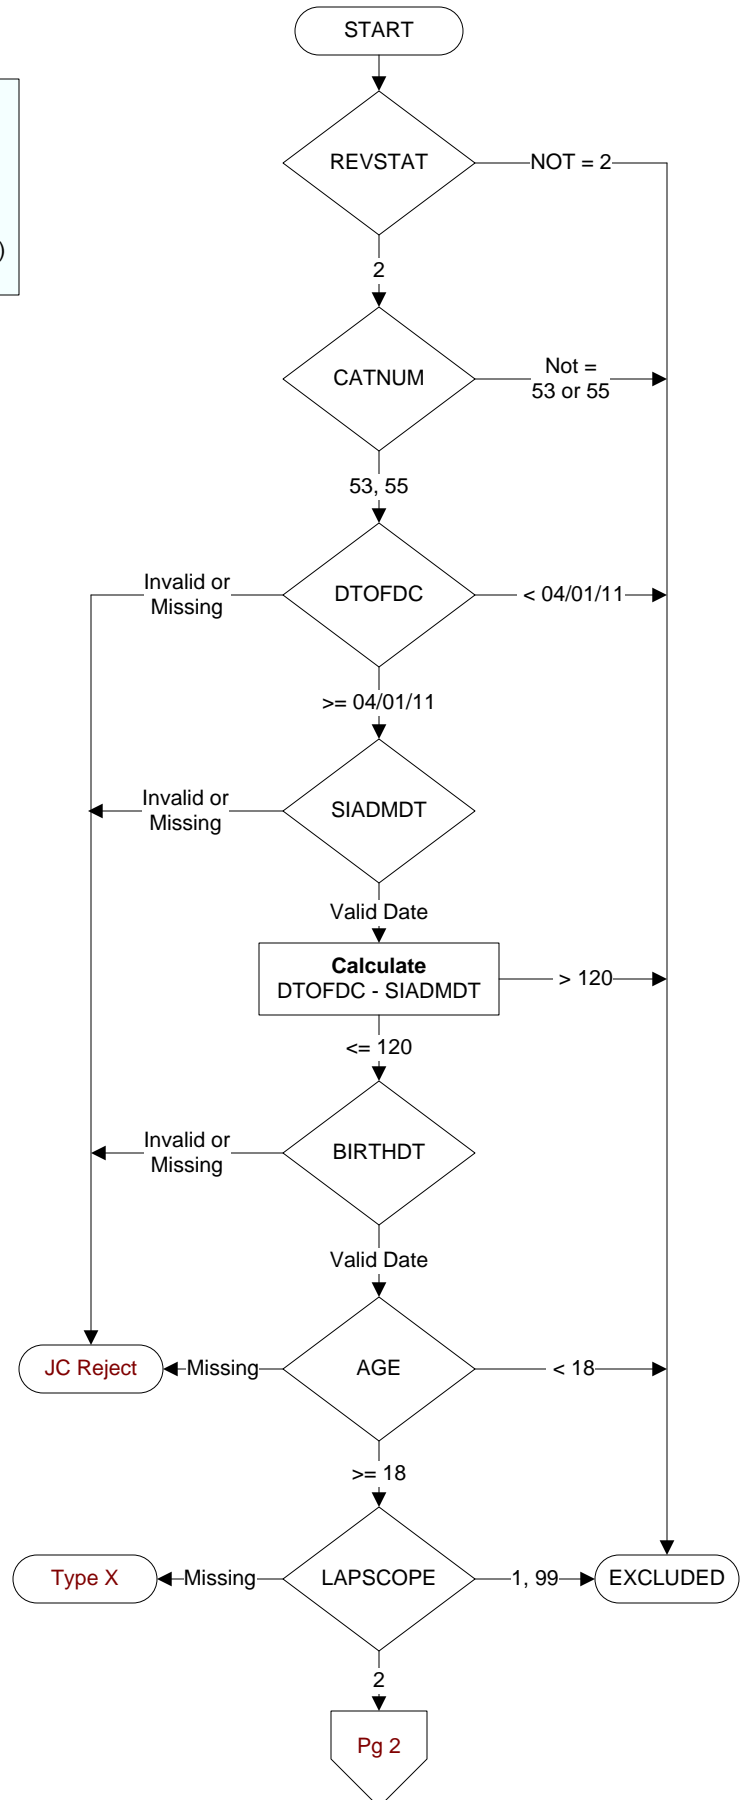 START
REVSTAT
NOT = 2
2
CATNUM
Not =
53 or 55
53, 55
)
Invalid or
Missing
DTOFDC
< 04/01/11
>= 04/01/11
Invalid or
Missing
SIADMDT
Valid Date
Calculate
DTOFDC - SIADMDT
> 120
<= 120
Invalid or
Missing
BIRTHDT
Valid Date
JC Reject
Missing
AGE
< 18
>= 18
Type X
Missing
LAPSCOPE
1, 99
EXCLUDED
2
Pg 2